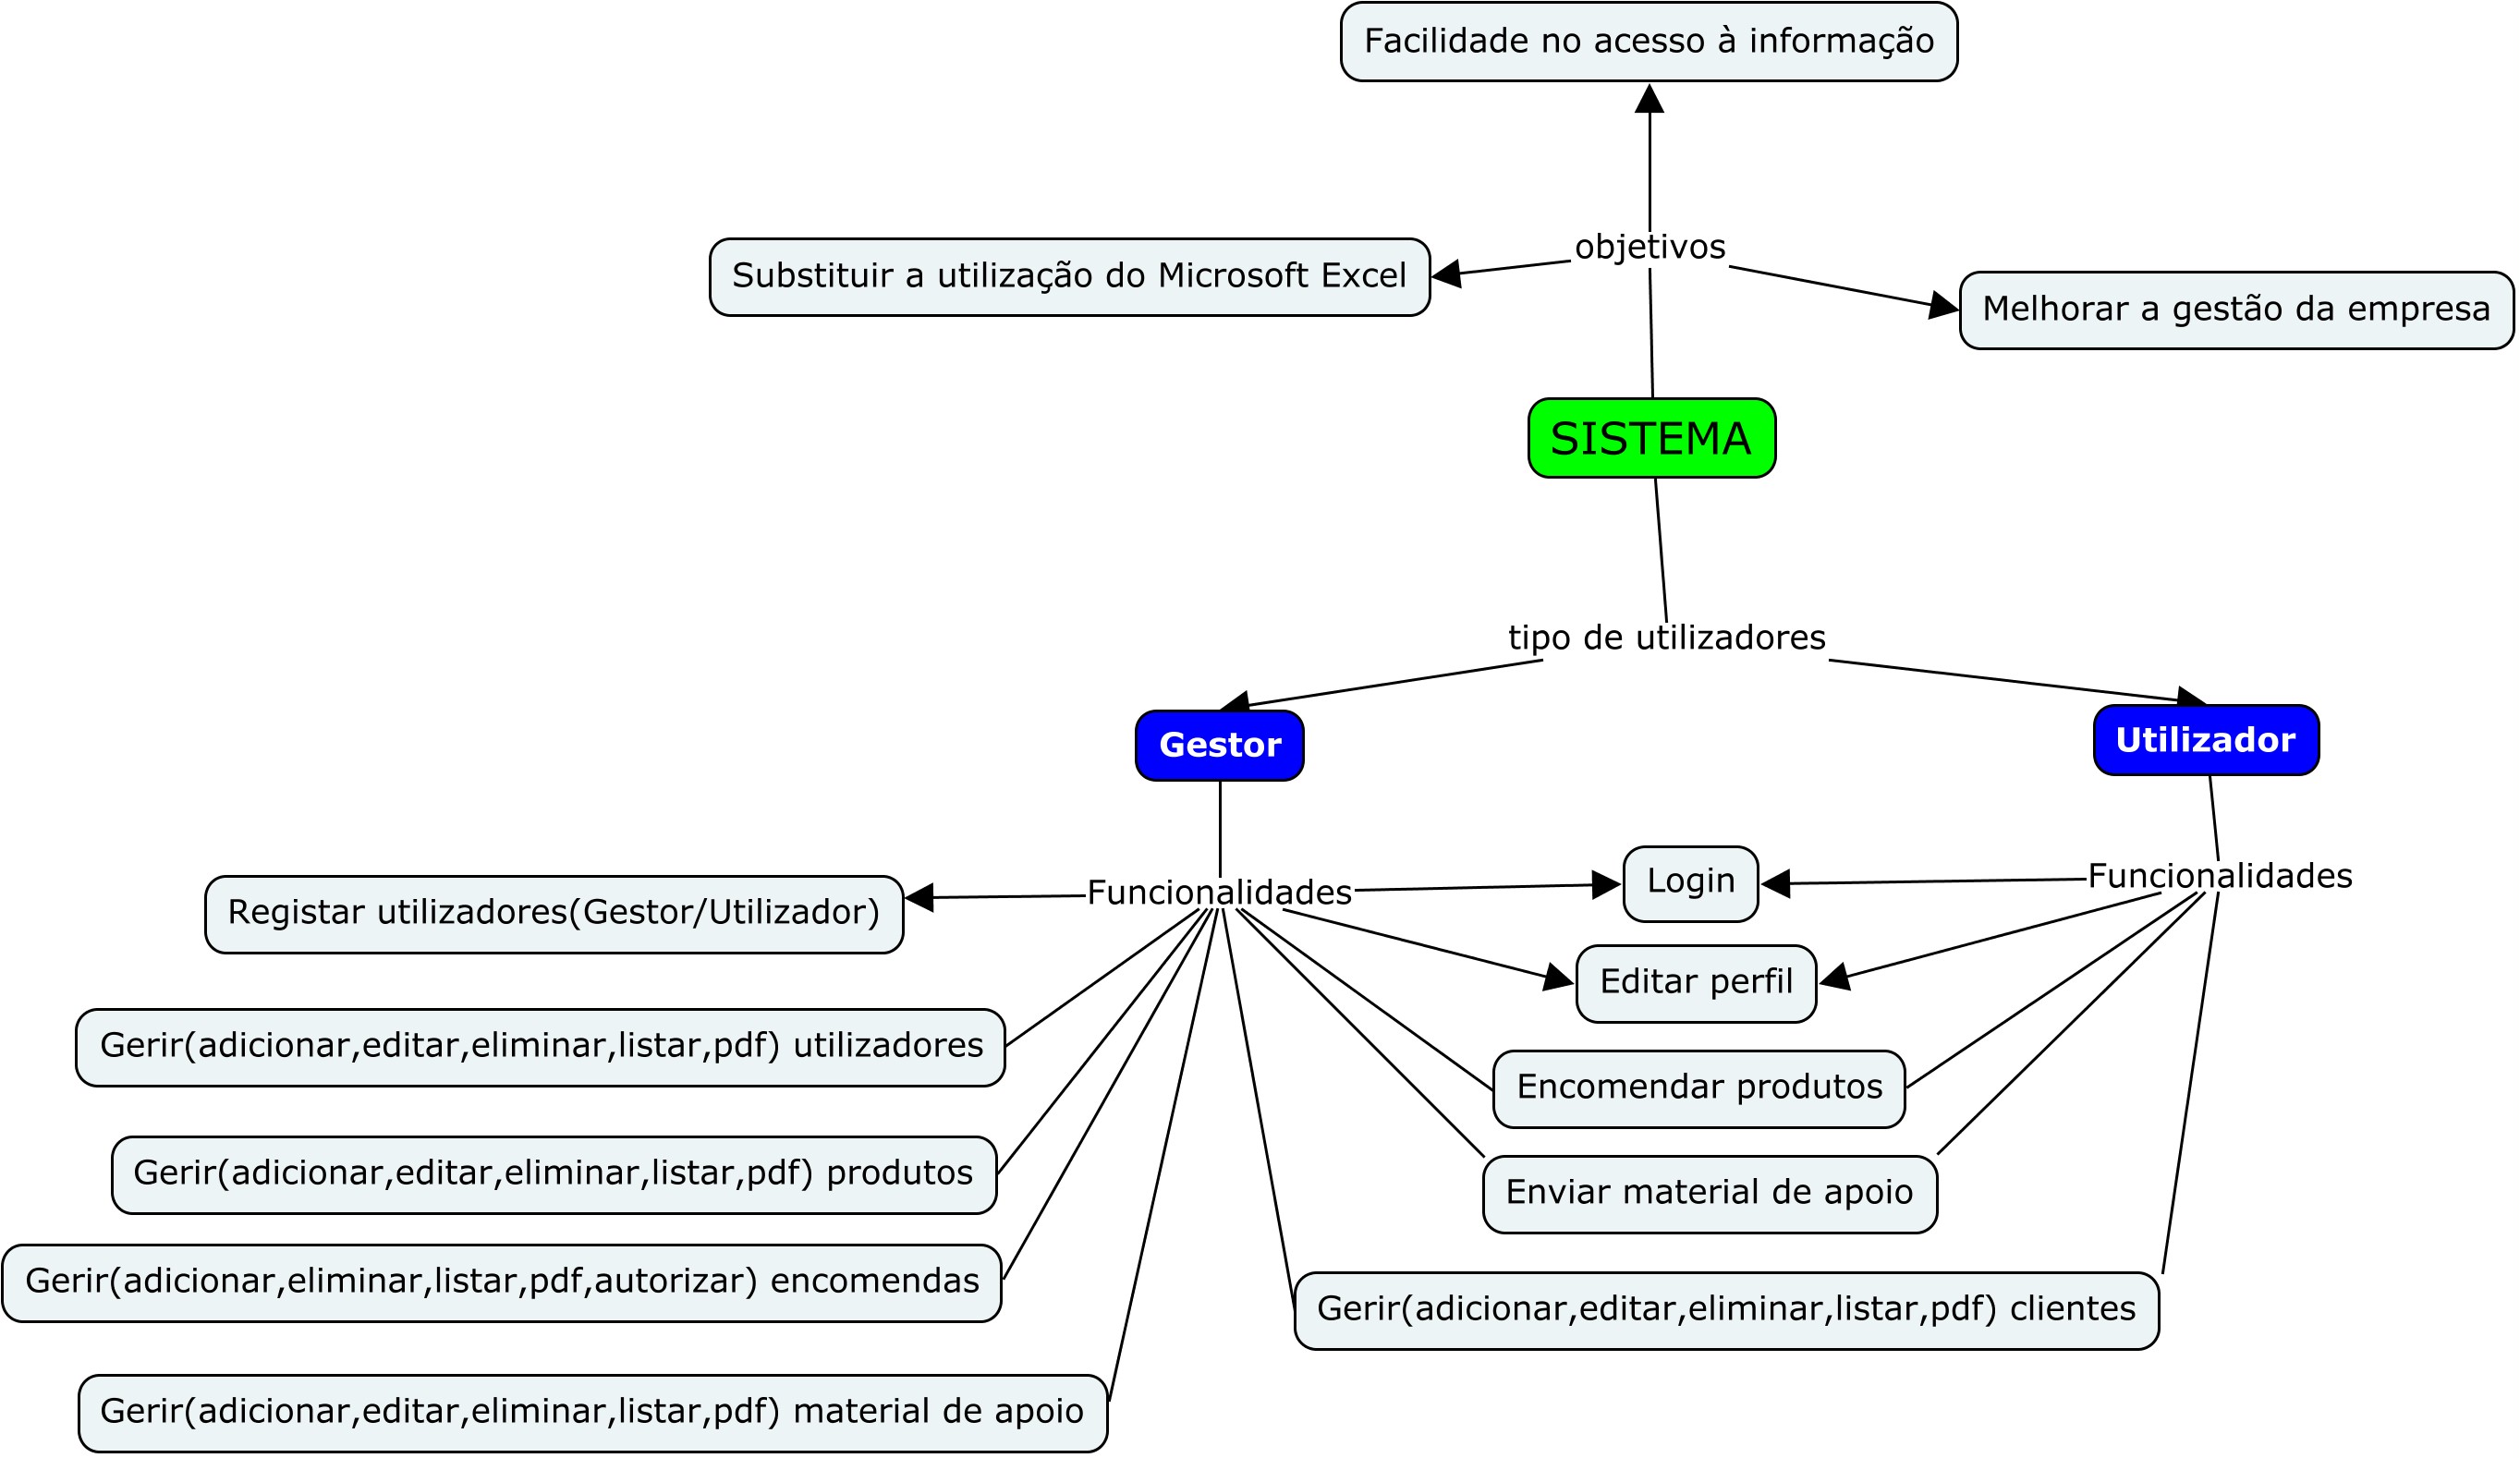 Facilidade no acesso à informação
objetivos
Substituir a utilização do Microsoft Excel
Melhorar a gestão da empresa
SISTEMA
tipo de utilizadores
Gestor
Utilizador
Funcionalidades
Login
Funcionalidades
Registar utilizadores(Gestor/Utilizador)
Editar perfil
Gerir(adicionar,editar,eliminar,listar,pdf) utilizadores
Encomendar produtos
Gerir(adicionar,editar,eliminar,listar,pdf) produtos
Enviar material de apoio
Gerir(adicionar,eliminar,listar,pdf,autorizar) encomendas
Gerir(adicionar,editar,eliminar,listar,pdf) clientes
Gerir(adicionar,editar,eliminar,listar,pdf) material de apoio